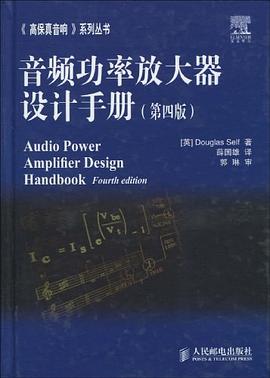 《高保真音响》系列丛书
ELSEVIER
音频功率放大器
设计手册（第四版）
[英] Douglas Self 著
薛国雄 译
郭琳 审
Audio Power
Amplifier Design
Handbook Fourth edition
人民邮电出版社
POSTS & TELECOM PRESS